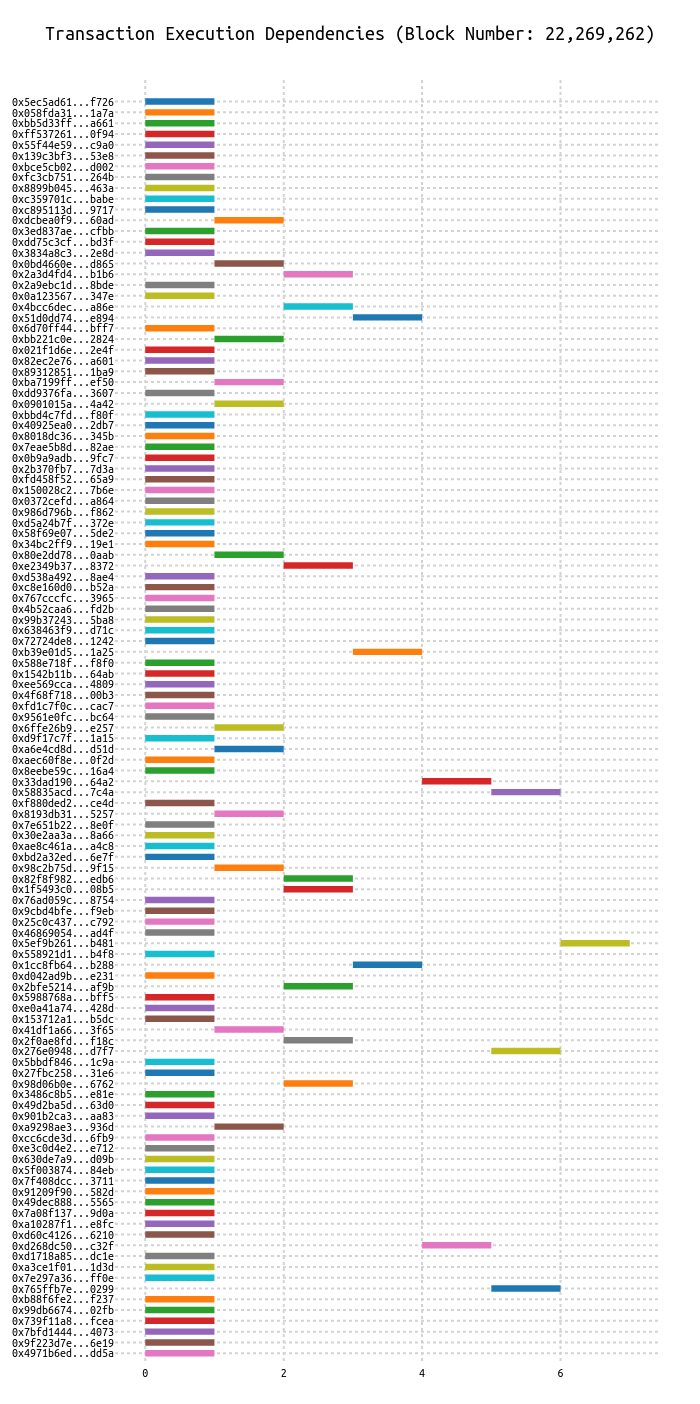 Transaction Execution Dependencies (Block Number: 22,269,262)
0x5ec5ad61...f726
0x058fda31...1a7a
0xbb5d33ff...a661
0xff537261...0f94
0x55f44e59...c9a0
0x139c3bf3...53e8
0xbce5cb02...d002
0xfc3cb751...264b
0x8899b045...463a
0xc359701c...babe
0xc895113d...9717
0xdcbea0f9...60ad
0x3ed837ae...cfbb
0xdd75c3cf...bd3f
0x3834a8c3...2e8d
0x0bd4660e...d865
0x2a3d4fd4...b1b6
0x2a9ebc1d...8bde
0x0a123567...347e
0x4bcc6dec...a86e
0x51d0dd74...e894
0x6d70ff44...bff7
0xbb221c0e...2824
0x021f1d6e...2e4f
0x82ec2e76...a601
0x89312851...1ba9
0xba7199ff...ef50
0xdd9376fa...3607
0x0901015a...4a42
0xbbd4c7fd...f80f
0x40925ea0...2db7
0x8018dc36...345b
0x7eae5b8d...82ae
0x0b9a9adb...9fc7
0x2b370fb7...7d3a
0xfd458f52...65a9
0x150028c2...7b6e
0x0372cefd...a864
0x986d796b...f862
0xd5a24b7f...372e
0x58f69e07...5de2
0x34bc2ff9...19e1
0x80e2dd78...0aab
0xe2349b37...8372
0xd538a492...8ae4
0xc8e160d0...b52a
0x767cccfc...3965
0x4b52caa6...fd2b
0x99b37243...5ba8
0x638463f9...d71c
0x72724de8...1242
0xb39e01d5...1a25
0x588e718f...f8f0
0x1542b11b...64ab
0xee569cca...4809
0x4f68f718...00b3
0xfd1c7f0c...cac7
0x9561e0fc...bc64
0x6ffe26b9...e257
0xd9f17c7f...1a15
0xa6e4cd8d...d51d
0xaec60f8e...0f2d
0x8eebe59c...16a4
0x33dad190...64a2
0x58835acd...7c4a
0xf880ded2...ce4d
0x8193db31...5257
0x7e651b22...8e0f
0x30e2aa3a...8a66
0xae8c461a...a4c8
0xbd2a32ed...6e7f
0x98c2b75d...9f15
0x82f8f982...edb6
0x1f5493c0...08b5
0x76ad059c...8754
0x9cbd4bfe...f9eb
0x25c0c437...c792
0x46869054...ad4f
0x5ef9b261...b481
0x558921d1...b4f8
0x1cc8fb64...b288
0xd042ad9b...e231
0x2bfe5214...af9b
0x5988768a...bff5
0xe0a41a74...428d
0x153712a1...b5dc
0x41df1a66...3f65
0x2f0ae8fd...f18c
0x276e0948...d7f7
0x5bbdf846...1c9a
0x27fbc258...31e6
0x98d06b0e...6762
0x3486c8b5...e81e
0x49d2ba5d...63d0
0x901b2ca3...aa83
0xa9298ae3...936d
0xcc6cde3d...6fb9
0xe3c0d4e2...e712
0x630de7a9...d09b
0x5f003874...84eb
0x7f408dcc...3711
0x91209f90...582d
0x49dec888...5565
0x7a08f137...9d0a
0xa10287f1...e8fc
0xd60c4126...6210
0xd268dc50...c32f
0xd1718a85...dc1e
0xa3ce1f01...1d3d
0x7e297a36...ff0e
0x765ffb7e...0299
0xb88f6fe2...f237
0x99db6674...02fb
0x739f11a8...fcea
0x7bfd1444...4073
0x9f223d7e...6e19
0x4971b6ed...dd5a
0 2 4 6